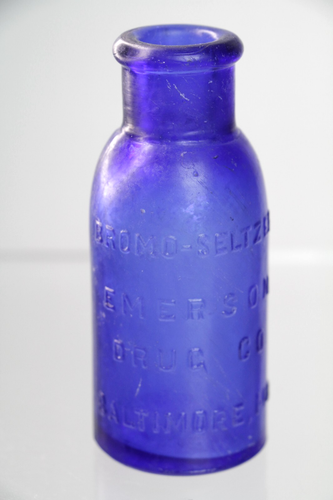 BROMO-SELTZER
EMERSON
DRUG CO
BALTIMORE, MD